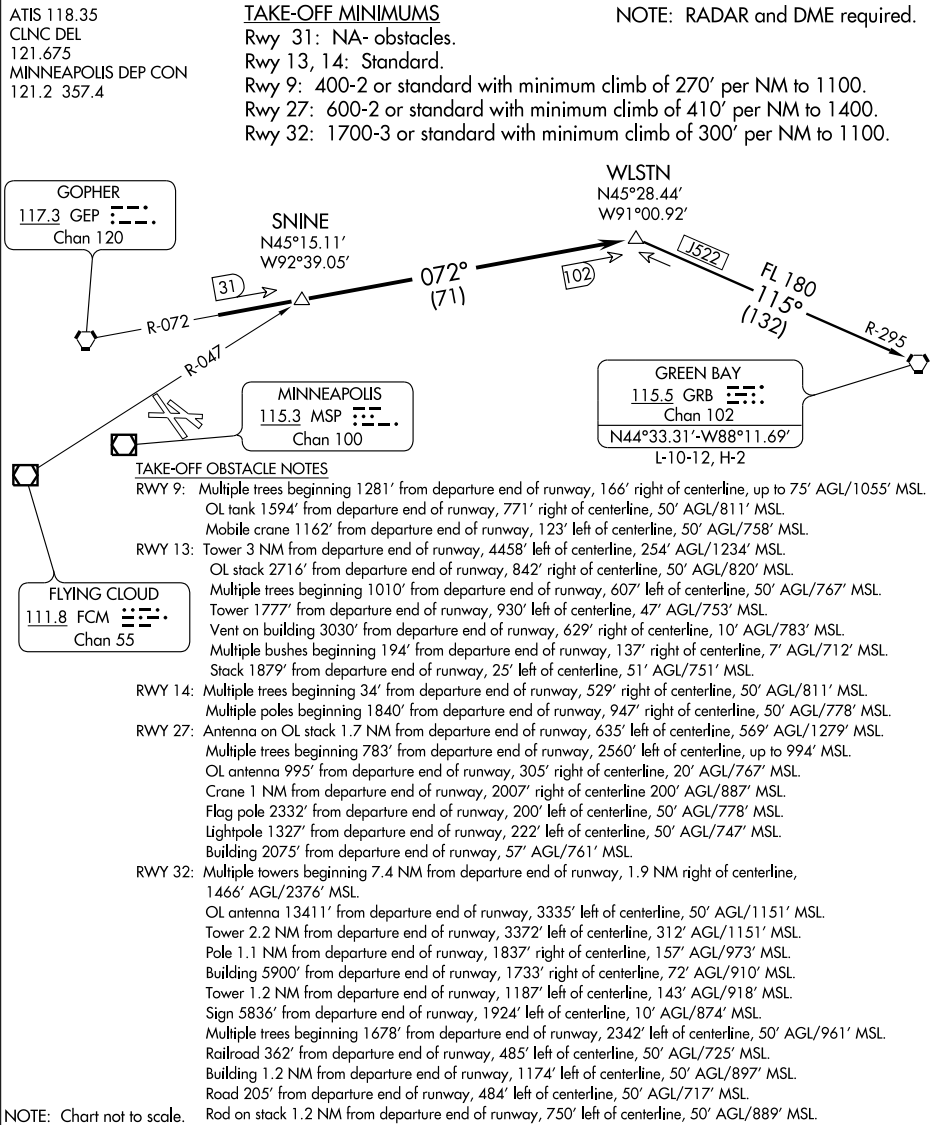 ATIS 118.35
CLNC DEL
121.675
MINNEAPOLIS DEP CON
121.2 357.4
TAKE-OFF MINIMUMS
Rwy 31: NA- obstacles.
Rwy 13, 14: Standard.
Rwy 9: 400-2 or standard with minimum climb of 270' per NM to 1100.
Rwy 27: 600-2 or standard with minimum climb of 410' per NM to 1400.
Rwy 32: 1700-3 or standard with minimum climb of 300' per NM to 1100.
NOTE: RADAR and DME required.
GOPHER
117.3 GEP
Chan 120
SNINE
N45°15.11'
W92°39.05'
WLSTN
N45°28.44'
W91°00.92'
31
R-072
072°
(71)
102
J522
FL 180
115°
(132)
R-295
R-047
MINNEAPOLIS
115.3 MSP
Chan 100
GREEN BAY
115.5 GRB
Chan 102
N44°33.31'-W88°11.69'
L-10-12, H-2
FLYING CLOUD
111.8 FCM
Chan 55
TAKE-OFF OBSTACLE NOTES
RWY 9: Multiple trees beginning 1281' from departure end of runway, 166' right of centerline, up to 75' AGL/1055' MSL.
OL tank 1594' from departure end of runway, 771' right of centerline, 50' AGL/811' MSL.
Mobile crane 1162' from departure end of runway, 123' left of centerline, 50' AGL/758' MSL.
RWY 13: Tower 3 NM from departure end of runway, 4458' left of centerline, 254' AGL/1234' MSL.
OL stack 2716' from departure end of runway, 842' right of centerline, 50' AGL/820' MSL.
Multiple trees beginning 1010' from departure end of runway, 607' left of centerline, 50' AGL/767' MSL.
Tower 1777' from departure end of runway, 930' left of centerline, 47' AGL/753' MSL.
Vent on building 3030' from departure end of runway, 629' right of centerline, 10' AGL/783' MSL.
Multiple bushes beginning 194' from departure end of runway, 137' right of centerline, 7' AGL/712' MSL.
Stack 1879' from departure end of runway, 25' left of centerline, 51' AGL/751' MSL.
RWY 14: Multiple trees beginning 34' from departure end of runway, 529' right of centerline, 50' AGL/811' MSL.
Multiple poles beginning 1840' from departure end of runway, 947' right of centerline, 50' AGL/778' MSL.
RWY 27: Antenna on OL stack 1.7 NM from departure end of runway, 635' left of centerline, 569' AGL/1279' MSL.
Multiple trees beginning 783' from departure end of runway, 2560' left of centerline, up to 994' MSL.
OL antenna 995' from departure end of runway, 305' right of centerline, 20' AGL/767' MSL.
Crane 1 NM from departure end of runway, 2007' right of centerline 200' AGL/887' MSL.
Flag pole 2332' from departure end of runway, 200' left of centerline, 50' AGL/778' MSL.
Lightpole 1327' from departure end of runway, 222' left of centerline, 50' AGL/747' MSL.
Building 2075' from departure end of runway, 57' AGL/761' MSL.
RWY 32: Multiple towers beginning 7.4 NM from departure end of runway, 1.9 NM right of centerline,
1466' AGL/2376' MSL.
OL antenna 13411' from departure end of runway, 3335' left of centerline, 50' AGL/1151' MSL.
Tower 2.2 NM from departure end of runway, 3372' left of centerline, 312' AGL/1151' MSL.
Pole 1.1 NM from departure end of runway, 1837' right of centerline, 157' AGL/973' MSL.
Building 5900' from departure end of runway, 1733' right of centerline, 72' AGL/910' MSL.
Tower 1.2 NM from departure end of runway, 1187' left of centerline, 143' AGL/918' MSL.
Sign 5836' from departure end of runway, 1924' left of centerline, 10' AGL/874' MSL.
Multiple trees beginning 1678' from departure end of runway, 2342' left of centerline, 50' AGL/961' MSL.
Railroad 362' from departure end of runway, 485' left of centerline, 50' AGL/725' MSL.
Building 1.2 NM from departure end of runway, 1174' left of centerline, 50' AGL/897' MSL.
Road 205' from departure end of runway, 484' left of centerline, 50' AGL/717' MSL.
Rod on stack 1.2 NM from departure end of runway, 750' left of centerline, 50' AGL/889' MSL.
NOTE: Chart not to scale.